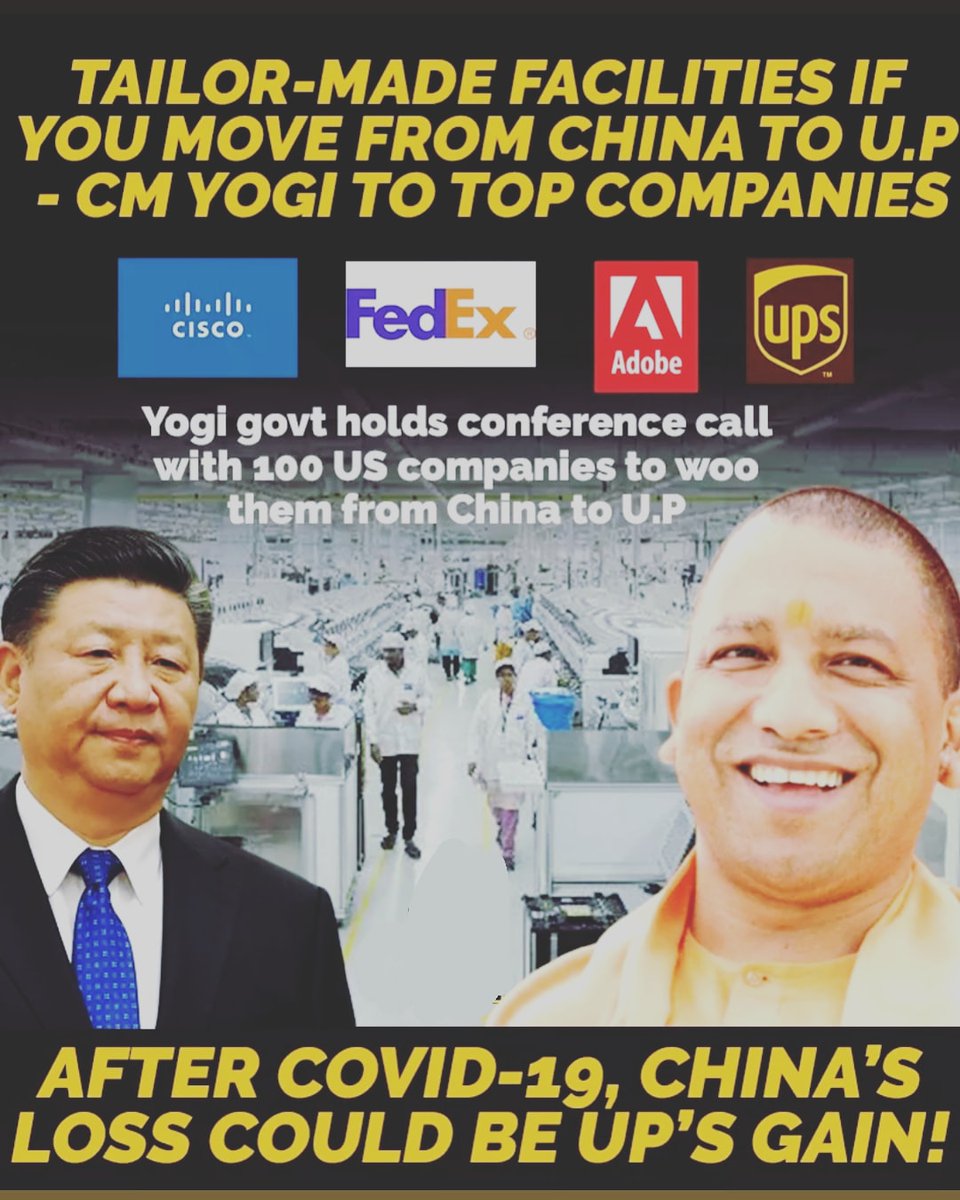 TAILOR-MADE FACILITIES IF
YOU MOVE FROM CHINA TO U.P
- CM YOGI TO TOP COMPANIES
CISCO
FedEx ®
Adobe
ups
TM
Yogi govt holds conference call
with 100 US companies to woo
them from China to U.P
AFTER COVID-19, CHINA'S
LOSS COULD BE UP'S GAIN!